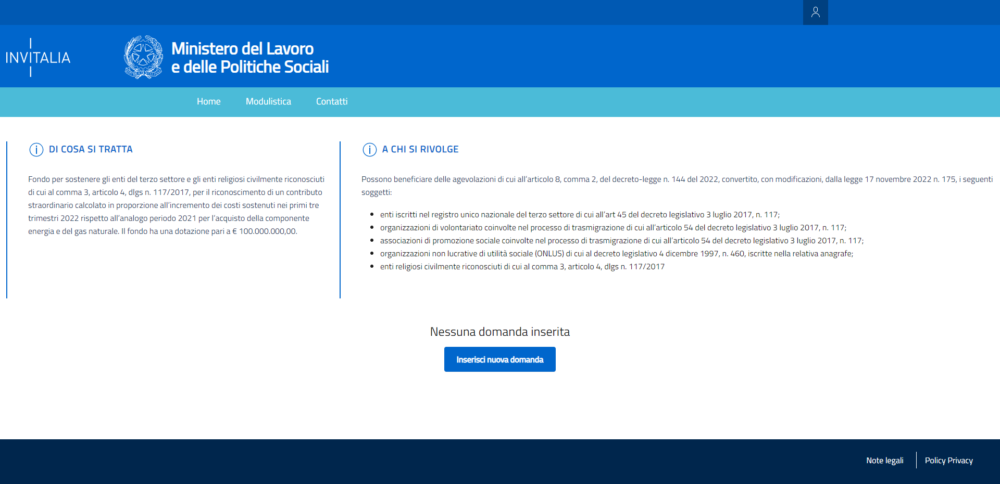 INVITALIA
Ministero del Lavoro
e delle Politiche Sociali
Home
Modulistica
Contatti
DI COSA SI TRATTA
Fondo per sostenere gli enti del terzo settore e gli enti religiosi civilmente riconosciuti
di cui al comma 3, articolo 4, dlgs n. 117/2017, per il riconoscimento di un contributo
straordinario calcolato in proporzione all’incremento dei costi sostenuti nei primi tre
trimestri 2022 rispetto all’analogo periodo 2021 per l’acquisto della componente
energia e del gas naturale. Il fondo ha una dotazione pari a € 100.000.000,00.
A CHI SI RIVOLGE
Possono beneficiare delle agevolazioni di cui all’articolo 8, comma 2, del decreto-legge n. 144 del 2022, convertito, con modificazioni, dalla legge 17 novembre 2022 n. 175, i seguenti
soggetti:
• enti iscritti nel registro unico nazionale del terzo settore di cui all’art 45 del decreto legislativo 3 luglio 2017, n. 117;
• organizzazioni di volontariato coinvolte nel processo di trasmigrazione di cui all’articolo 54 del decreto legislativo 3 luglio 2017, n. 117;
• associazioni di promozione sociale coinvolte nel processo di trasmigrazione di cui all’articolo 54 del decreto legislativo 3 luglio 2017, n. 117;
• organizzazioni non lucrative di utilità sociale (ONLUS) di cui al decreto legislativo 4 dicembre 1997, n. 460, iscritte nella relativa anagrafe;
• enti religiosi civilmente riconosciuti di cui al comma 3, articolo 4, dlgs n. 117/2017
Nessuna domanda inserita
Inserisci nuova domanda
Note legali
Policy Privacy